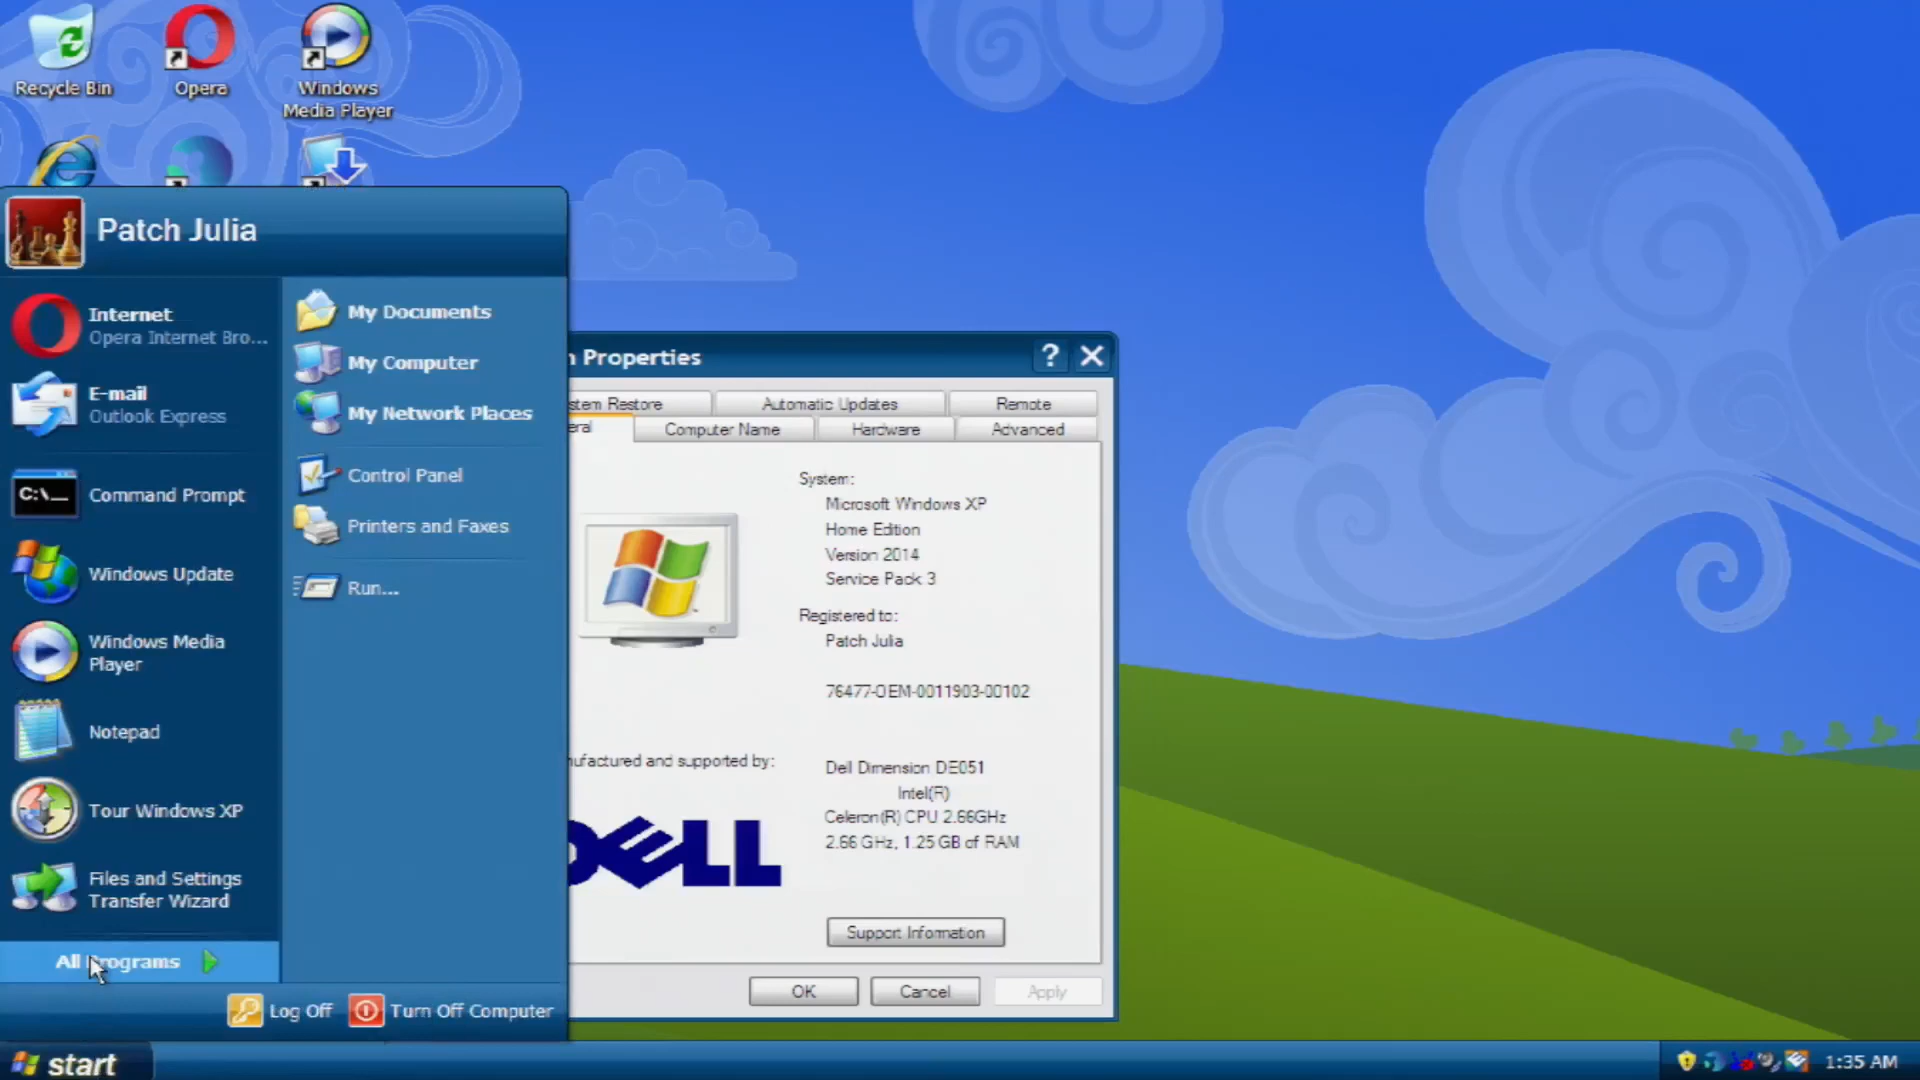 Recycle Bin
Opera
Windows
Media Player
Patch Julia
Internet
Opera Internet Bro...
E-mail
Outlook Express
C:\_
Command Prompt
Windows Update
Windows Media
Player
Notepad
Tour Windows XP
Files and Settings
Transfer Wizard
All Programs
My Documents
My Computer
My Network Places
Control Panel
Printers and Faxes
Run...
Log Off
Turn Off Computer
n Properties
?
stem Restore
Automatic Updates
Remote
eral
Computer Name
Hardware
Advanced
System:
Microsoft Windows XP
Home Edition
Version 2014
Service Pack 3
Registered to:
Patch Julia
76477-OEM-0011903-00102
nufactured and supported by:
Dell Dimension DE051
Intel(R)
Celeron(R) CPU 2.66GHz
2.66 GHz, 1.25 GB of RAM
DELL
Support Information
OK
Cancel
Apply
start
1:35 AM